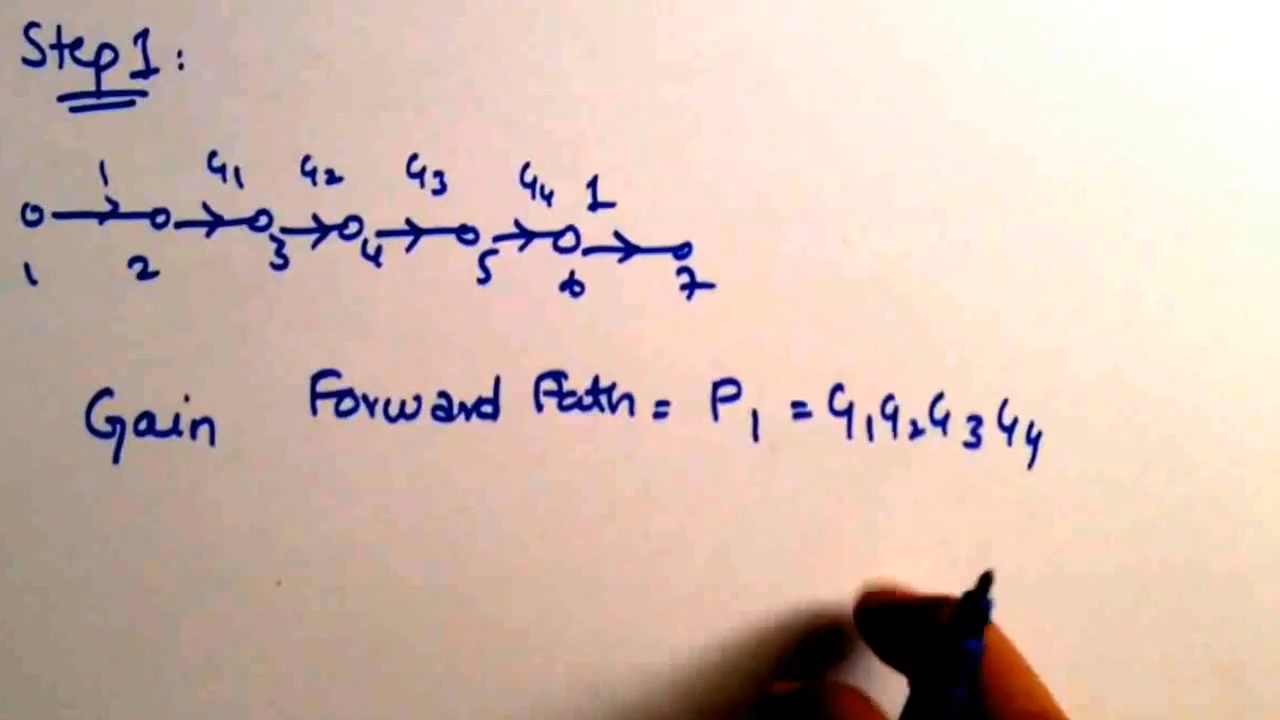 Step 1:
1 G1 G2 G3 G4 1
1 2 3 4 5 6 7
Gain Forward Path = P1 = G1G2G3G4